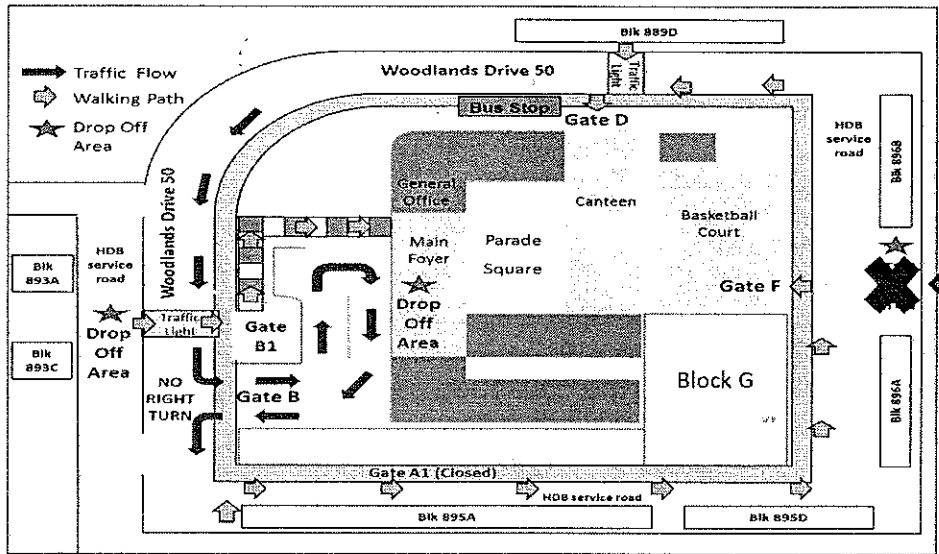 Blk 889D
Traffic Flow
Walking Path
Drop Off
Area
Woodlands Drive 50
Traffic
Light
Bus Stop
Gate D
HDB
service
road
Blk 896B
Woodlands Drive 50
General
Office
Canteen
Basketball
Court
Main
Foyer
Parade
Square
HDB
service
road
Blk
893A
Drop
Off
Area
Traffic
Light
Gate
B1
Drop
Off
Area
Gate F
Blk
893C
NO
RIGHT
TURN
Gate B
Block G
Blk 896A
Gate A1 (Closed)
HDB service road
Blk 895A
Blk 895D